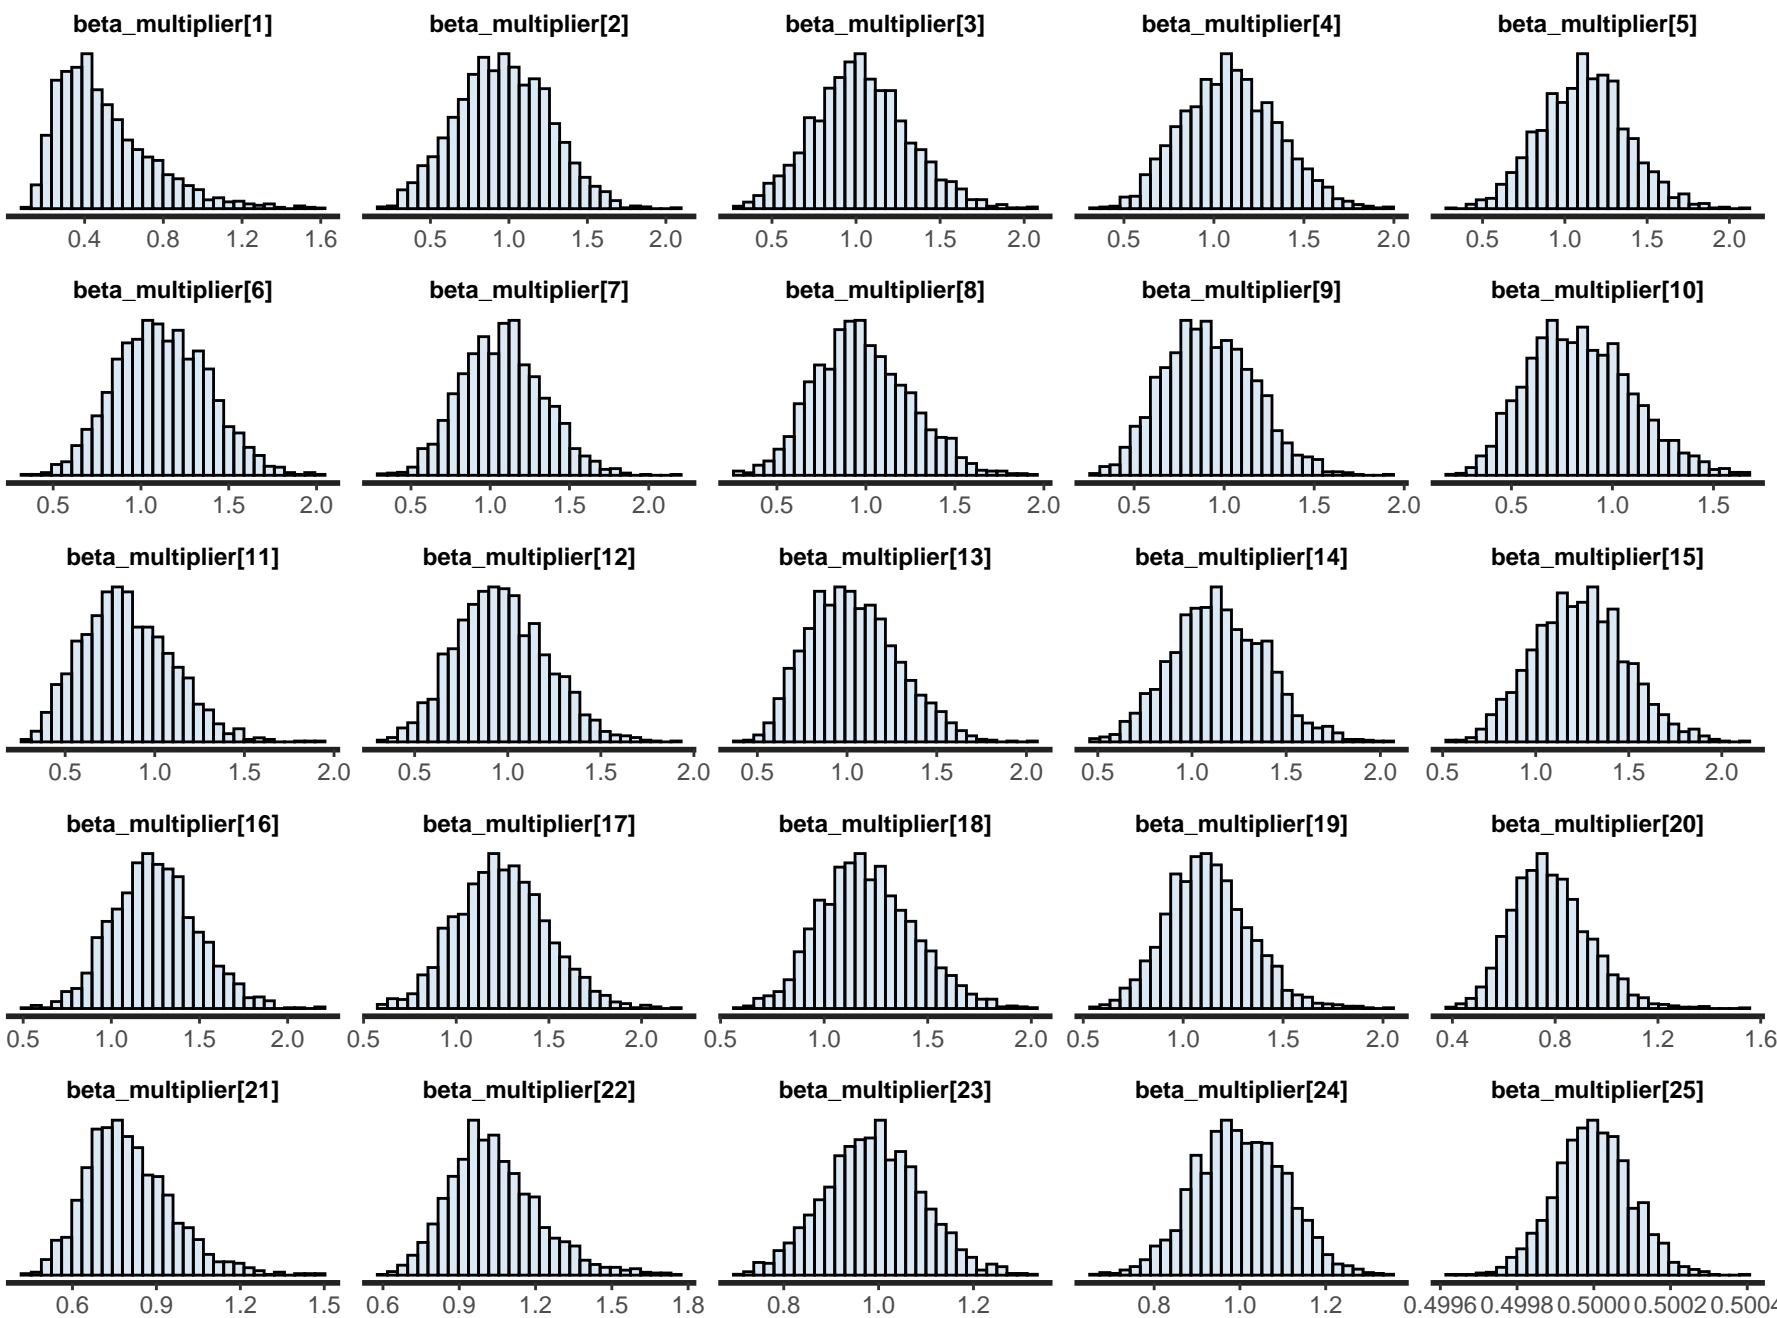 beta_multiplier[1] beta_multiplier[2] beta_multiplier[3] beta_multiplier[4] beta_multiplier[5]
0.4 0.8 1.2 1.6 0.5 1.0 1.5 2.0 0.5 1.0 1.5 2.0 0.5 1.0 1.5 2.0 0.5 1.0 1.5 2.0
beta_multiplier[6] beta_multiplier[7] beta_multiplier[8] beta_multiplier[9] beta_multiplier[10]
0.5 1.0 1.5 2.0 0.5 1.0 1.5 2.0 0.5 1.0 1.5 2.0 0.5 1.0 1.5 2.0 0.5 1.0 1.5
beta_multiplier[11] beta_multiplier[12] beta_multiplier[13] beta_multiplier[14] beta_multiplier[15]
0.5 1.0 1.5 2.0 0.5 1.0 1.5 2.0 0.5 1.0 1.5 2.0 0.5 1.0 1.5 2.0 0.5 1.0 1.5 2.0
beta_multiplier[16] beta_multiplier[17] beta_multiplier[18] beta_multiplier[19] beta_multiplier[20]
0.5 1.0 1.5 2.0 0.5 1.0 1.5 2.0 0.5 1.0 1.5 2.0 0.5 1.0 1.5 2.0 0.4 0.8 1.2 1.6
beta_multiplier[21] beta_multiplier[22] beta_multiplier[23] beta_multiplier[24] beta_multiplier[25]
0.6 0.9 1.2 1.5 0.6 0.9 1.2 1.5 1.8 0.8 1.0 1.2 0.8 1.0 1.2 0.4996 0.4998 0.5000 0.5002 0.5004